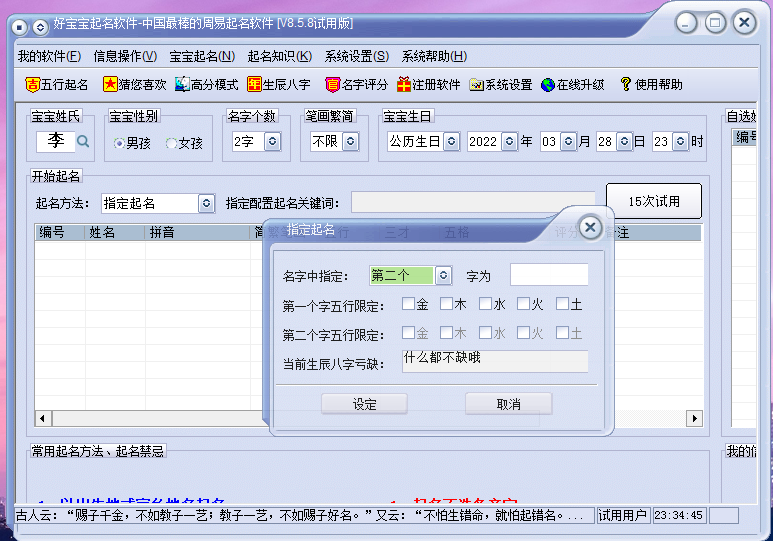 好宝宝起名软件-中国最棒的周易起名软件 [V8.5.8试用版]
我的软件(F) 信息操作(V) 宝宝起名(N) 起名知识(K) 系统设置(S) 系统帮助(H)
吉 五行起名 猜您喜欢 高分模式 生辰八字 名字评分 注册软件 系统设置 在线升级 使用帮助
宝宝姓氏 宝宝性别 名字个数 笔画繁简 宝宝生日 自选姓
李 男孩 女孩 2字 不限 公历生日 2022 年 03 月 28 日 23 时 编号
开始起名
起名方法: 指定起名 指定配置起名关键词: 15次试用
编号 姓名 拼音 三才 五格 评分 备注
指定起名
名字中指定: 第二个 字为
第一个字五行限定: 金 木 水 火 土
第二个字五行限定: 金 木 水 火 土
当前生辰八字亏缺: 什么都不缺哦
设定 取消
常用起名方法、起名禁忌 我的信
古人云:“赐子千金,不如教子一艺;教子一艺,不如赐子好名。”又云:“不怕生错命,就怕起错名。... 试用用户 23:34:45